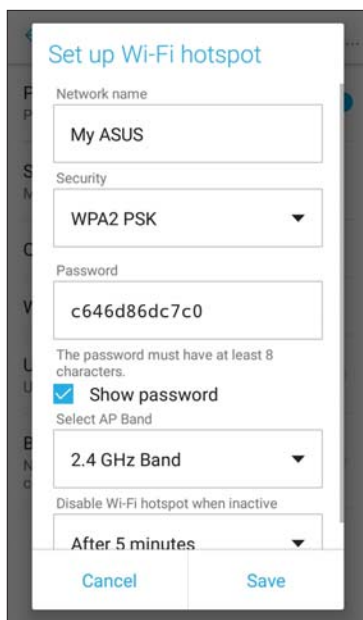 Set up Wi-Fi hotspot
Network name
My ASUS
Security
WPA2 PSK
Password
c646d86dc7c0
The password must have at least 8
characters.
Show password
Select AP Band
2.4 GHz Band
Disable Wi-Fi hotspot when inactive
After 5 minutes
Cancel
Save